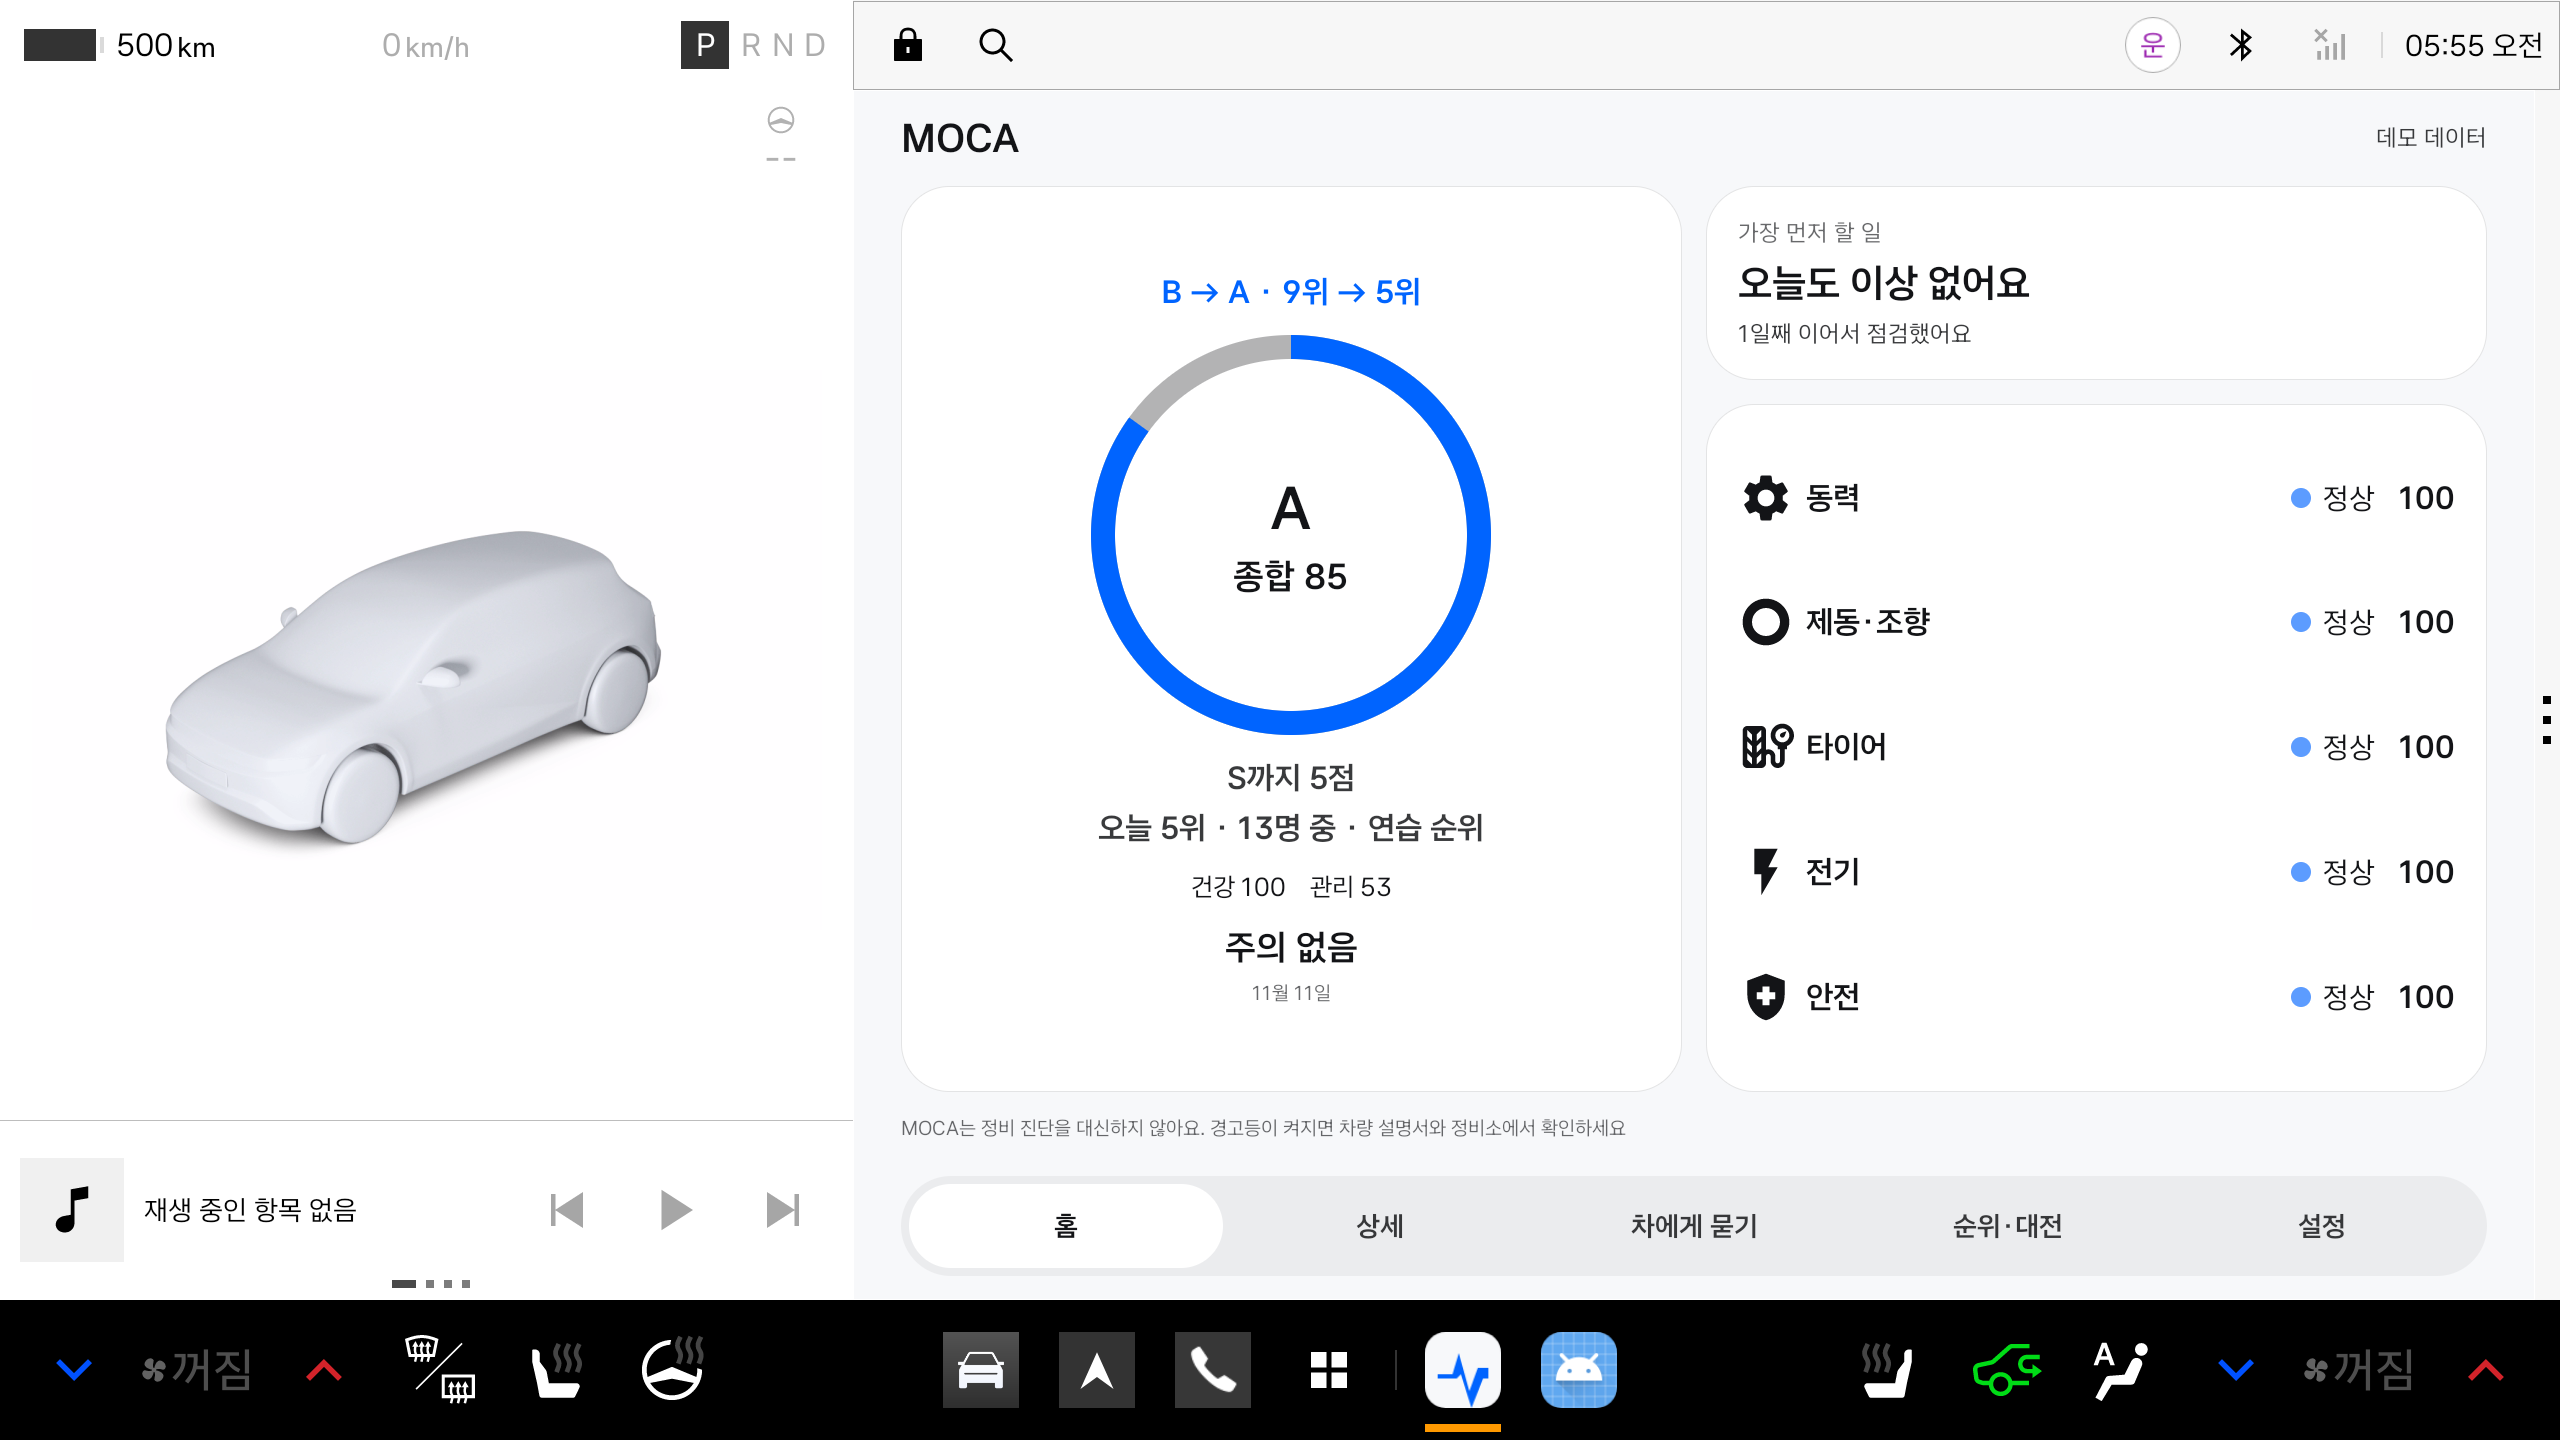 500 km
0 km/h
P R N D
운
05:55 오전
--
MOCA
데모 데이터
B → A · 9위 → 5위
A
종합 85
S까지 5점
오늘 5위 · 13명 중 · 연습 순위
건강 100 관리 53
주의 없음
11월 11일
가장 먼저 할 일
오늘도 이상 없어요
1일째 이어서 점검했어요
동력 정상 100
제동·조향 정상 100
타이어 정상 100
전기 정상 100
안전 정상 100
MOCA는 정비 진단을 대신하지 않아요. 경고등이 켜지면 차량 설명서와 정비소에서 확인하세요
재생 중인 항목 없음
홈 상세 차에게 묻기 순위·대전 설정
꺼짐 A 꺼짐